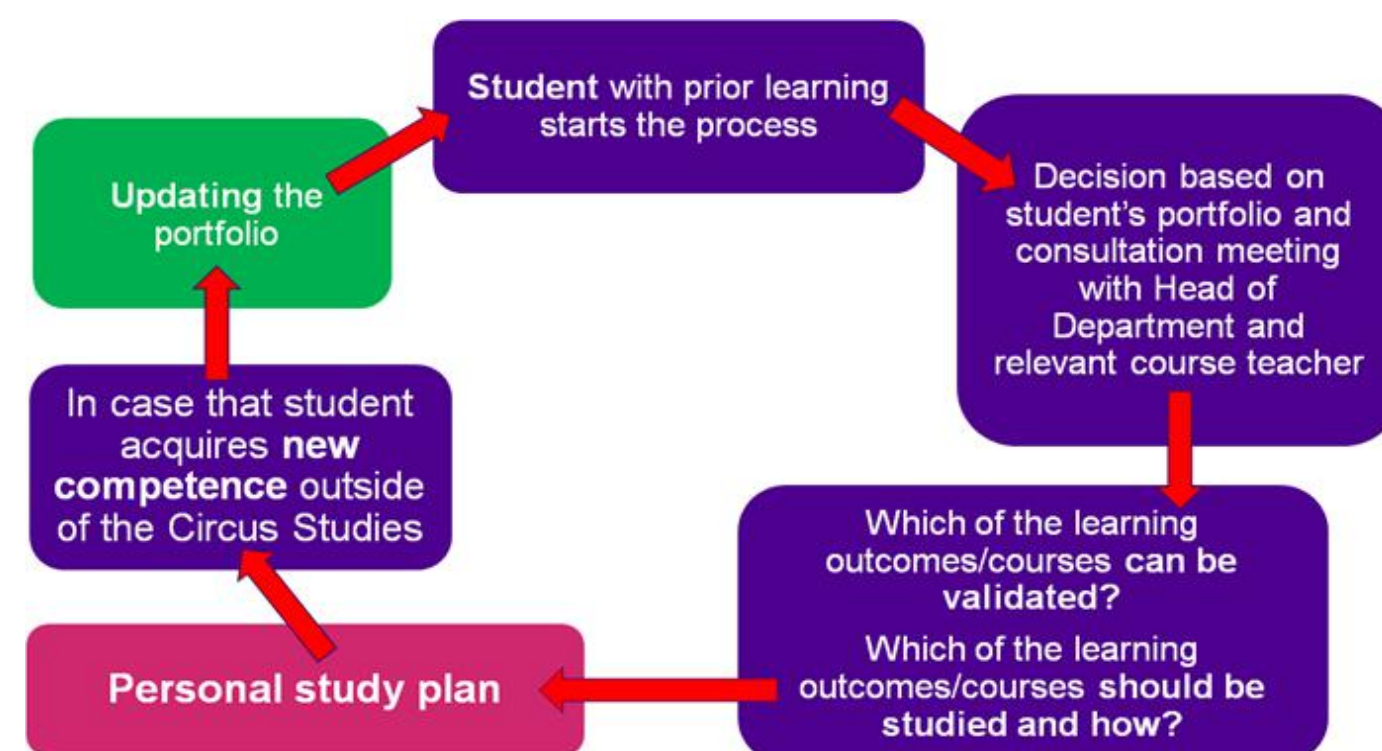 Student with prior learning
starts the process
Decision based on
student’s portfolio and
consultation meeting
with Head of
Department and
relevant course teacher
Which of the learning
outcomes/courses can be
validated?
Which of the learning
outcomes/courses should be
studied and how?
Personal study plan
In case that student
acquires new
competence outside
of the Circus Studies
Updating the
portfolio